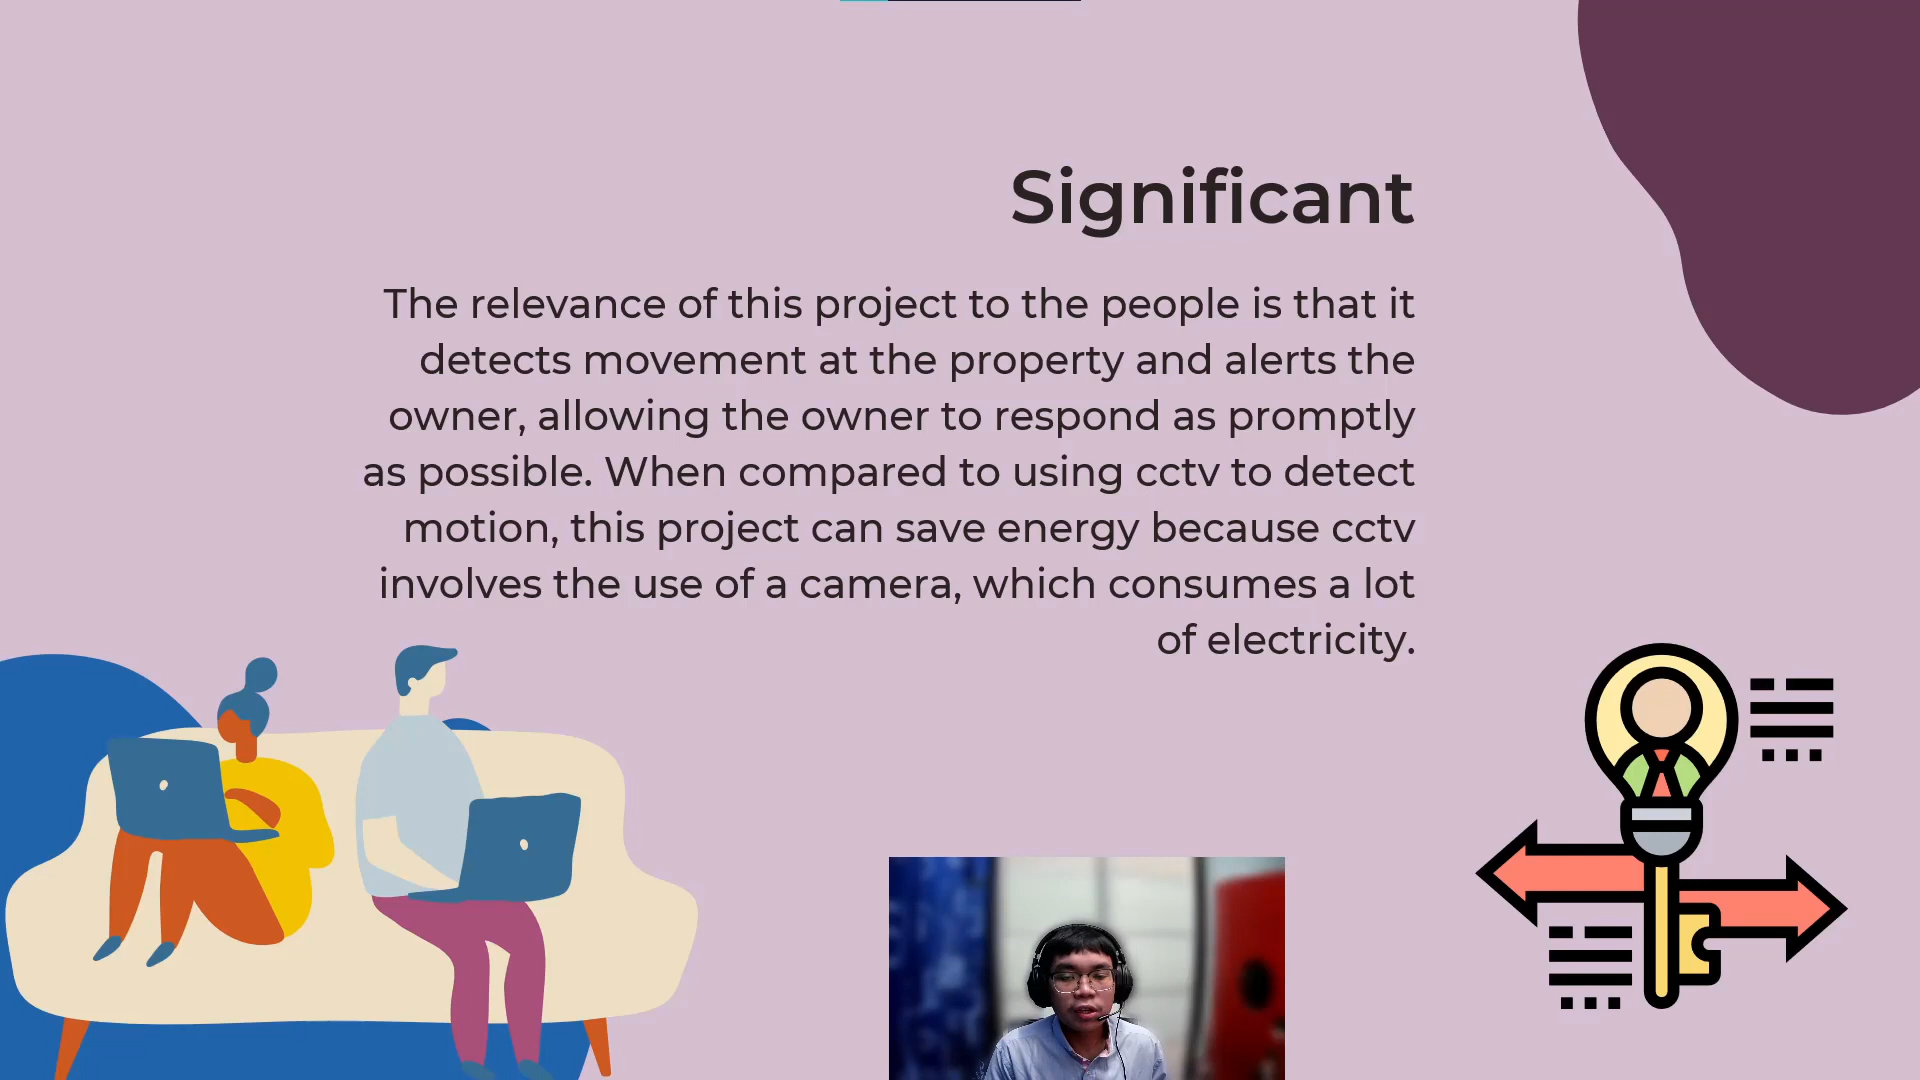 Significant
The relevance of this project to the people is that it
detects movement at the property and alerts the
owner, allowing the owner to respond as promptly
as possible. When compared to using cctv to detect
motion, this project can save energy because cctv
involves the use of a camera, which consumes a lot
of electricity.